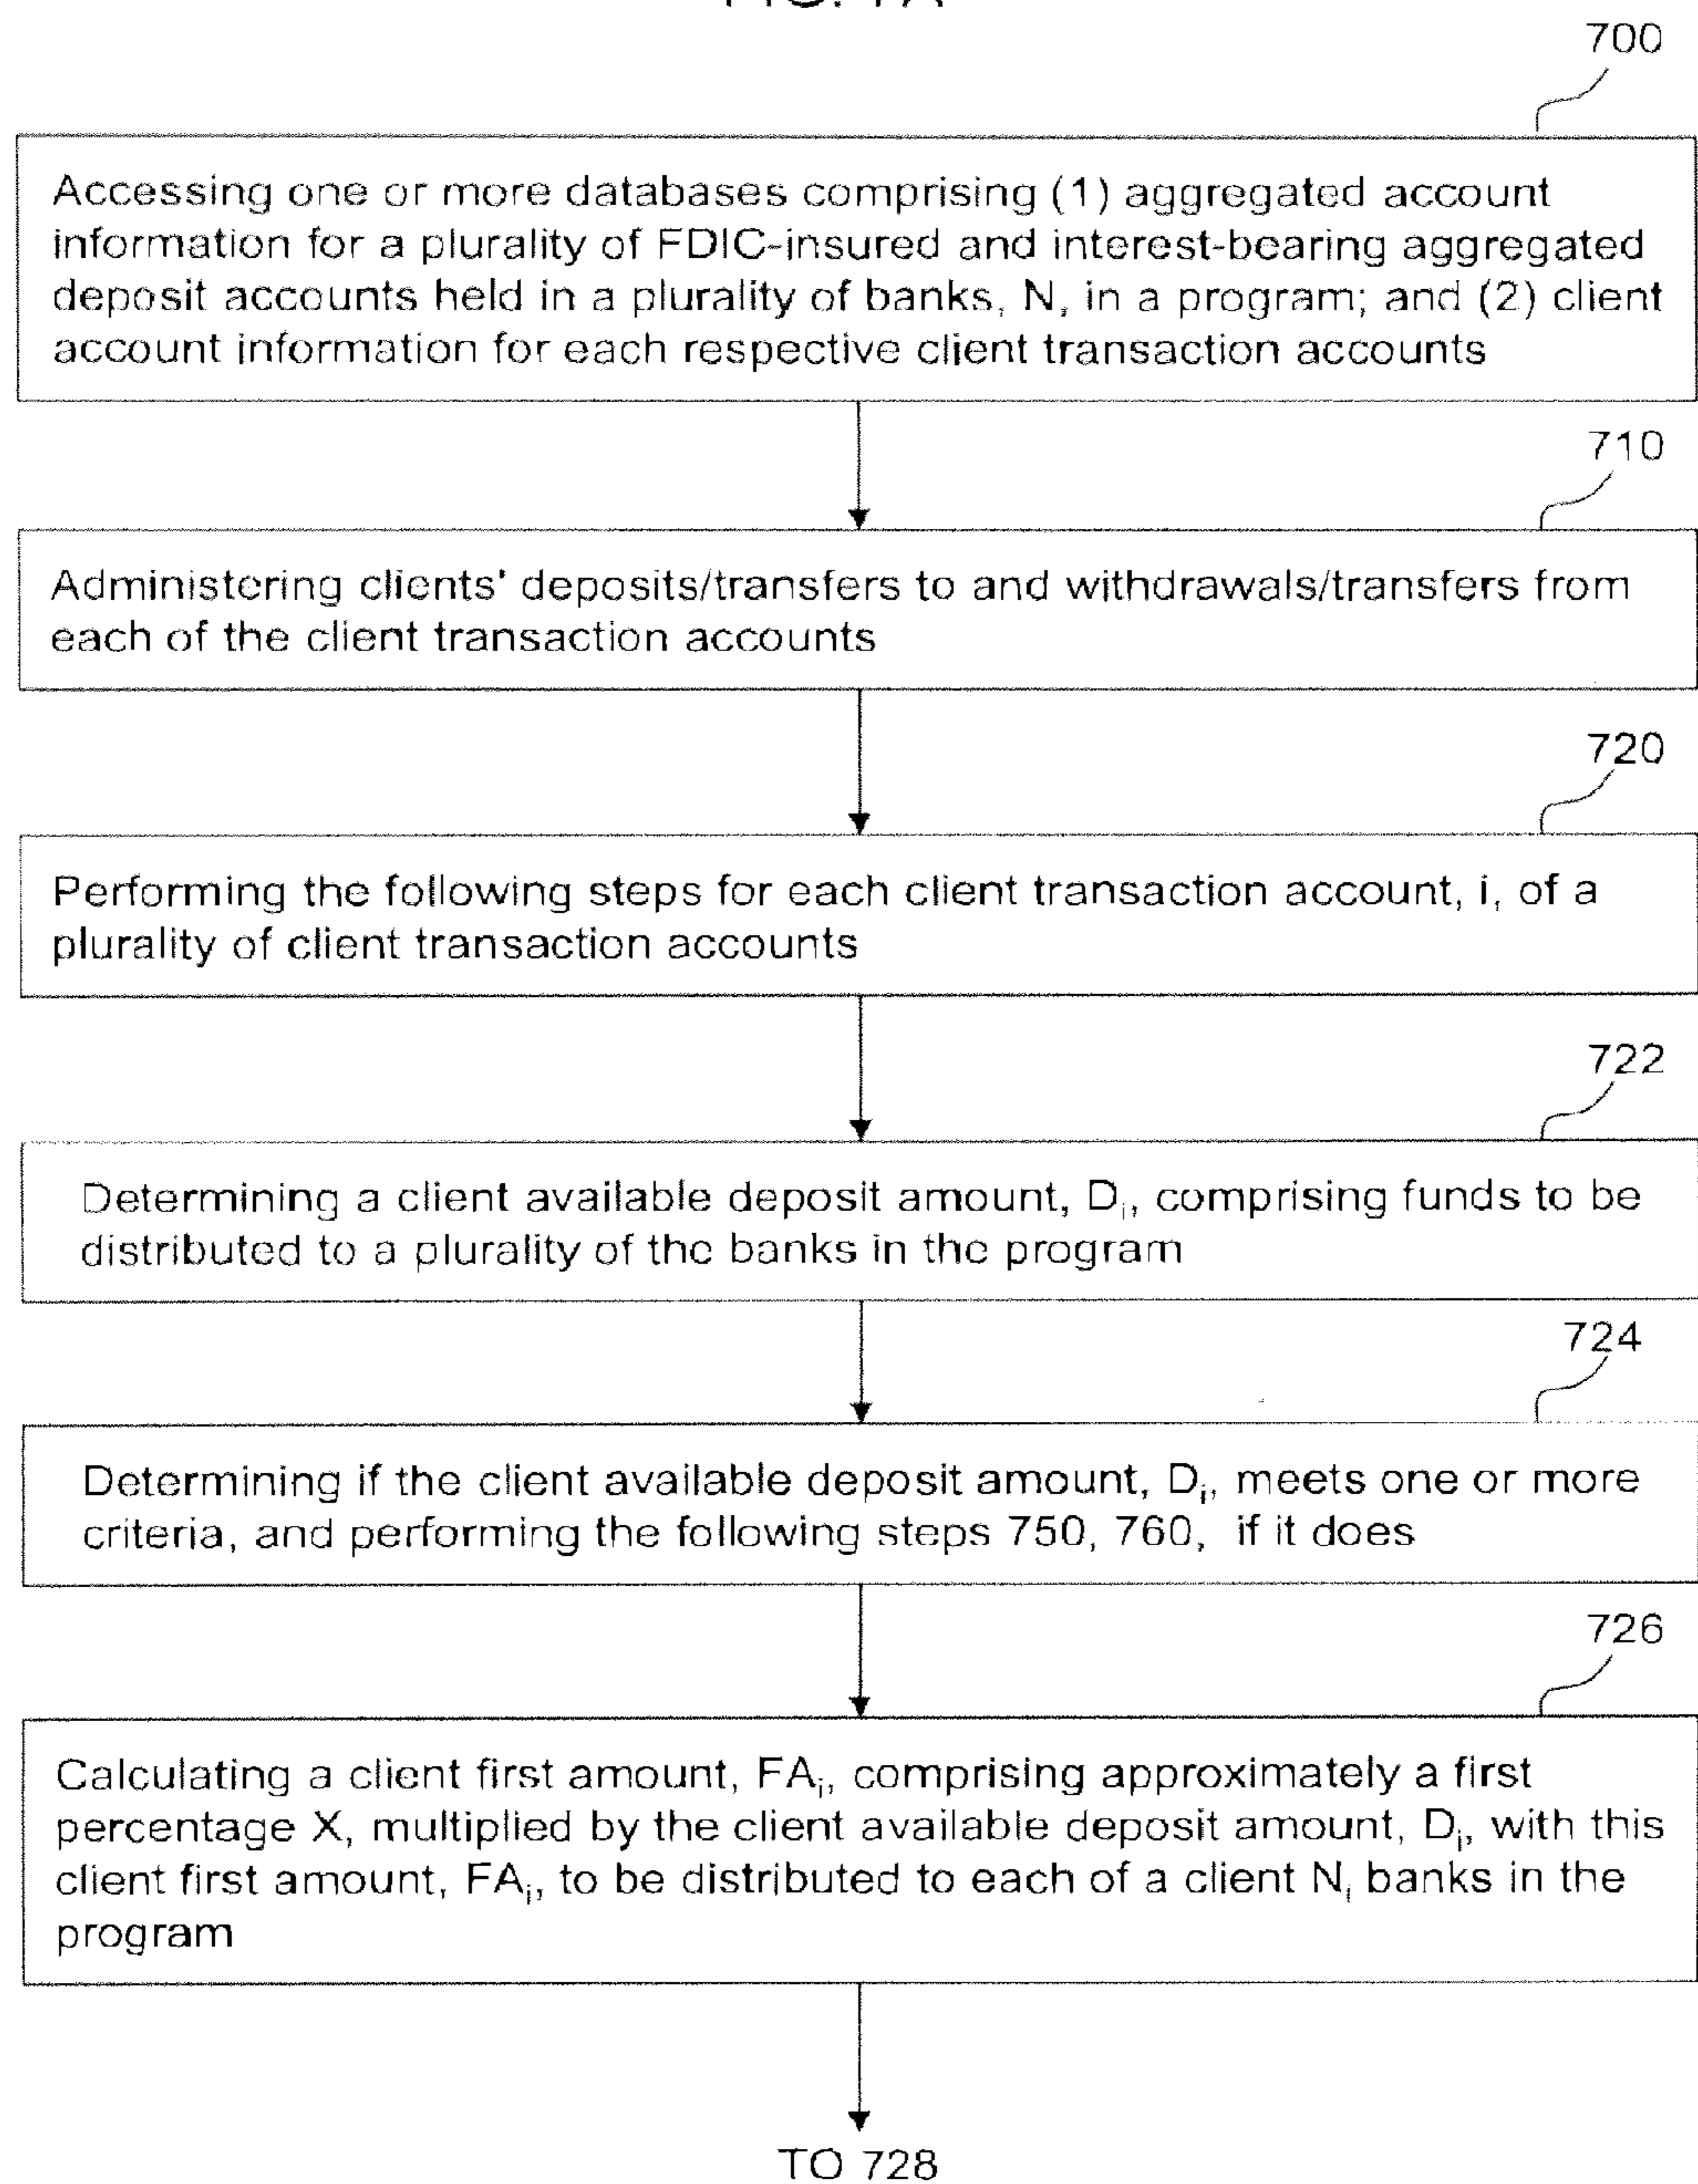 FIG. 7A
700
Accessing one or more databases comprising (1) aggregated account
information for a plurality of FDIC-insured and interest-bearing aggregated
deposit accounts held in a plurality of banks, N, in a program; and (2) client
account information for each respective client transaction accounts
710
Administering clients' deposits/transfers to and withdrawals/transfers from
each of the client transaction accounts
720
Performing the following steps for each client transaction account, i, of a
plurality of client transaction accounts
722
Determining a client available deposit amount, Di, comprising funds to be
distributed to a plurality of the banks in the program
724
Determining if the client available deposit amount, Di, meets one or more
criteria, and performing the following steps 750, 760, if it does
726
Calculating a client first amount, FAi, comprising approximately a first
percentage X, multiplied by the client available deposit amount, Di, with this
client first amount, FAi, to be distributed to each of a client Ni banks in the
program
TO 728